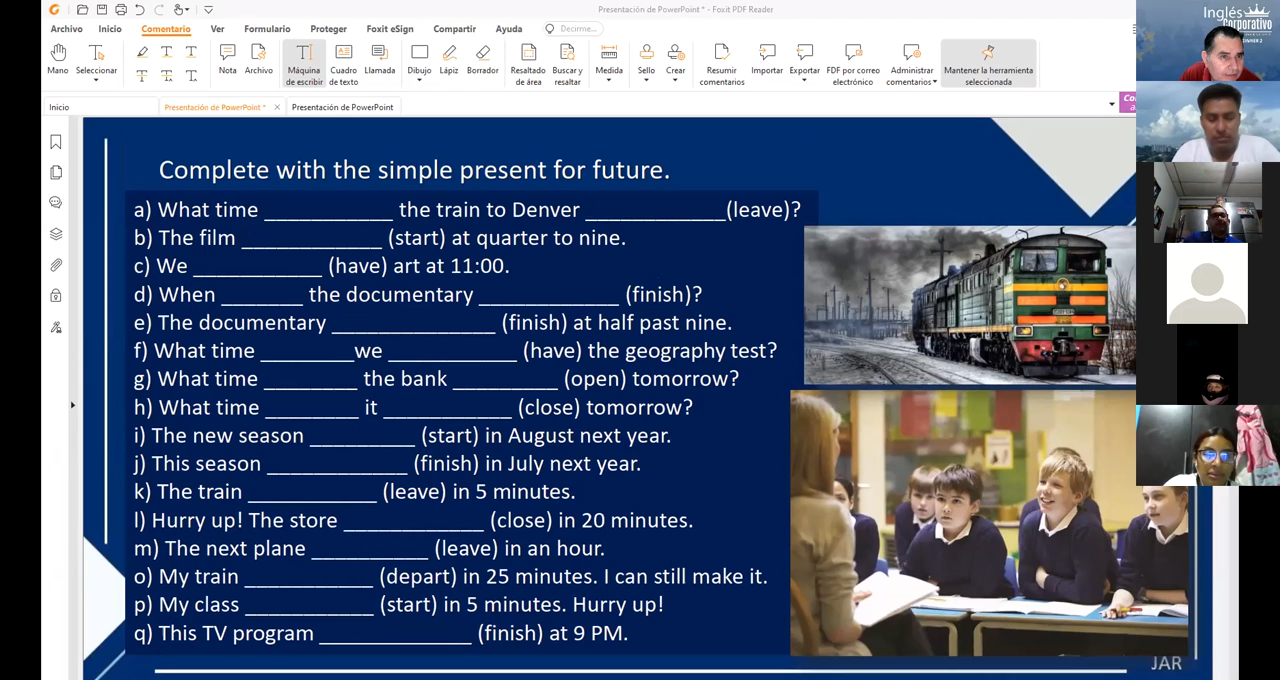 Presentación de PowerPoint * - Foxit PDF Reader
Archivo Inicio Comentario Ver Formulario Proteger Foxit eSign Compartir Ayuda Decirme...
Mano Seleccionar Nota Archivo Máquina de escribir Cuadro de texto Llamada Dibujo Lápiz Borrador Resaltado de área Buscar y resaltar Medida Sello Crear Resumir comentarios Importar Exportar FDF por correo electrónico Administrar comentarios Mantener la herramienta seleccionada
Inicio Presentación de PowerPoint * Presentación de PowerPoint
Inglés
Corporativo
Complete with the simple present for future.
a) What time ____________ the train to Denver _____________(leave)?
b) The film _____________ (start) at quarter to nine.
c) We ____________ (have) art at 11:00.
d) When _______ the documentary _____________ (finish)?
e) The documentary _______________ (finish) at half past nine.
f) What time ________we ____________ (have) the geography test?
g) What time ________ the bank _________ (open) tomorrow?
h) What time ________ it ____________ (close) tomorrow?
i) The new season _________ (start) in August next year.
j) This season _____________ (finish) in July next year.
k) The train ____________ (leave) in 5 minutes.
l) Hurry up! The store _____________ (close) in 20 minutes.
m) The next plane __________ (leave) in an hour.
o) My train ____________ (depart) in 25 minutes. I can still make it.
p) My class ____________ (start) in 5 minutes. Hurry up!
q) This TV program ______________ (finish) at 9 PM.
JAR